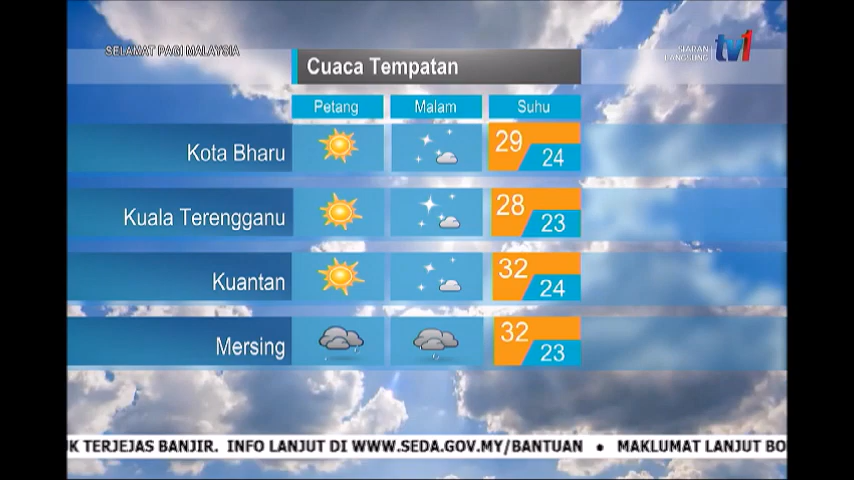 SELAMAT PAGI MALAYSIA
SIARAN
LANGSUNG
tv1
Cuaca Tempatan
Petang Malam Suhu
Kota Bharu 29 24
Kuala Terengganu 28 23
Kuantan 32 24
Mersing 32 23
UK TERJEJAS BANJIR. INFO LANJUT DI WWW.SEDA.GOV.MY/BANTUAN • MAKLUMAT LANJUT BO